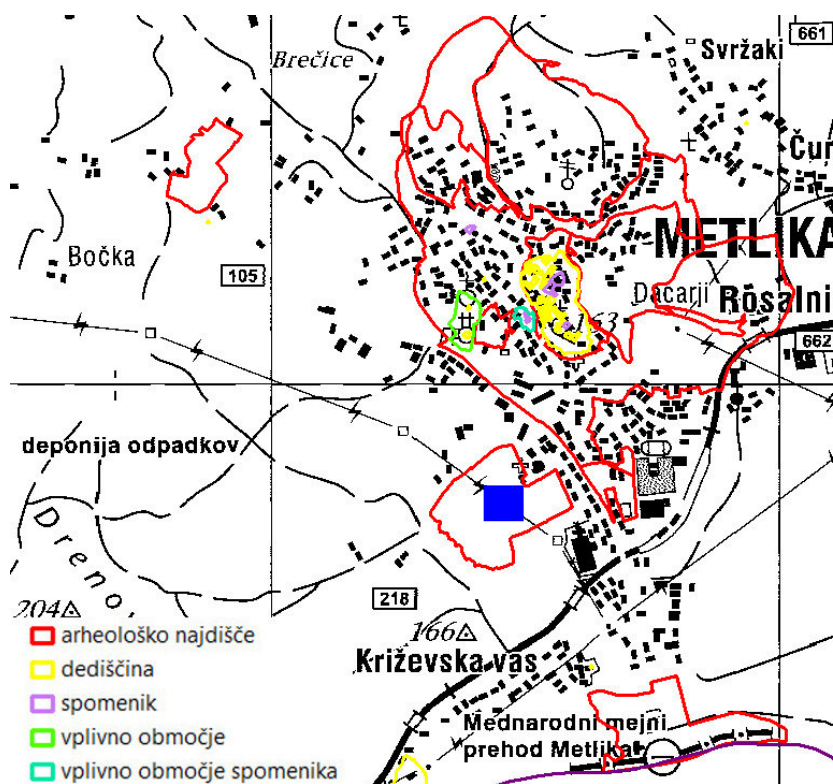 661
Svržaki
Brečice
Čur
METLIKA
Bočka
105
Dacarji
Rosalni
163
662
deponija odpadkov
Dreno
204
218
166
Križevska vas
Mednarodni mejni
prehod Metlika
arheološko najdišče
dediščina
spomenik
vplivno območje
vplivno območje spomenika